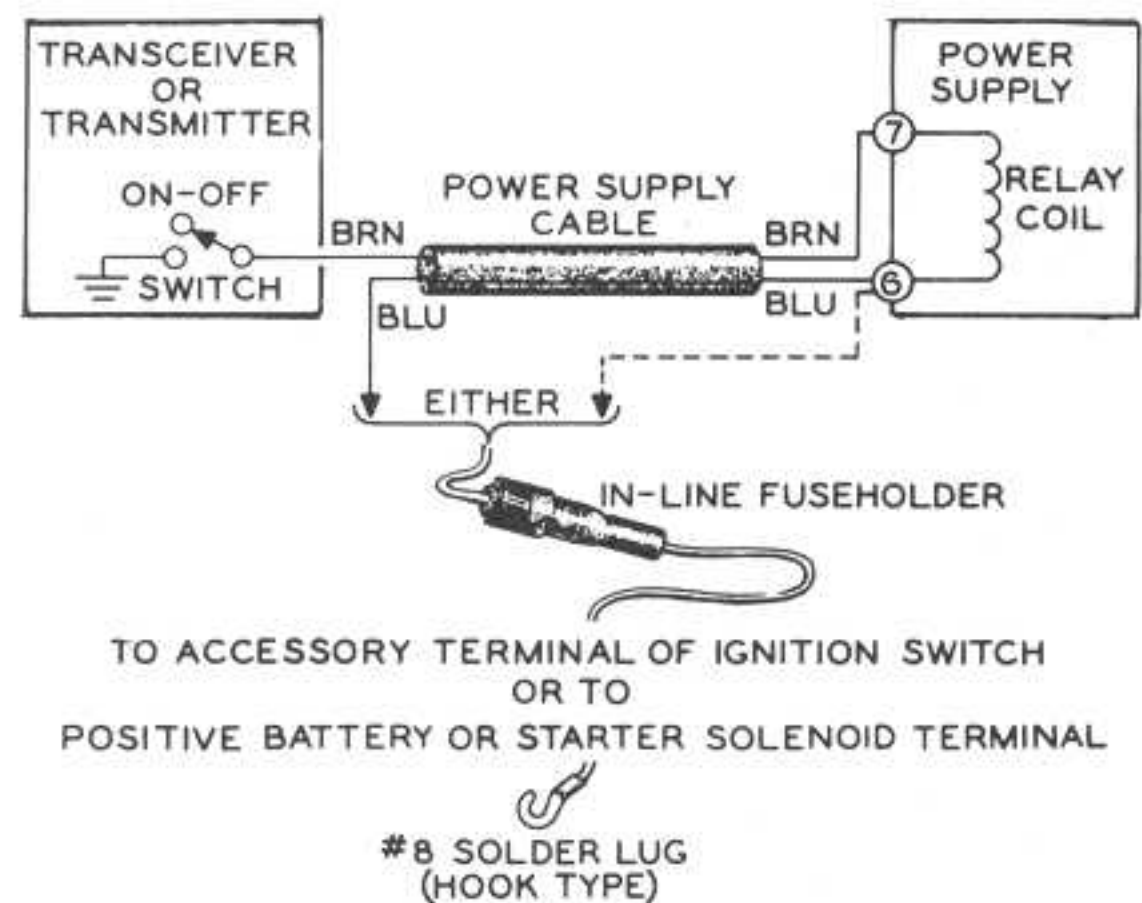 TRANSCEIVER
OR
TRANSMITTER
ON-OFF
SWITCH
BRN
BLU
POWER SUPPLY
CABLE
BRN
BLU
POWER
SUPPLY
7
6
RELAY
COIL
EITHER
IN-LINE FUSEHOLDER
TO ACCESSORY TERMINAL OF IGNITION SWITCH
OR TO
POSITIVE BATTERY OR STARTER SOLENOID TERMINAL
#8 SOLDER LUG
(HOOK TYPE)